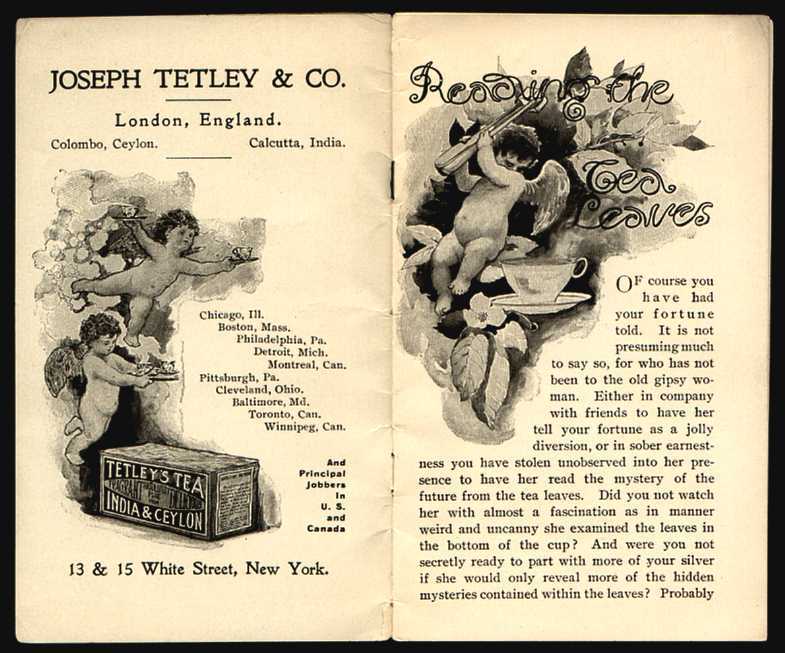 JOSEPH TETLEY & CO.
London, England.
Colombo, Ceylon. Calcutta, India.
Chicago, Ill.
Boston, Mass.
Philadelphia, Pa.
Detroit, Mich.
Montreal, Can.
Pittsburgh, Pa.
Cleveland, Ohio.
Baltimore, Md.
Toronto, Can.
Winnipeg, Can.
And
Principal
Jobbers
in
U. S.
and
Canada
TETLEY'S TEA
INDIA & CEYLON
13 & 15 White Street, New York.
Reading the
Tea
Leaves
OF course you
have had
your fortune
told. It is not
presuming much
to say so, for who has not
been to the old gipsy wo-
man. Either in company
with friends to have her
tell your fortune as a jolly
diversion, or in sober earnest-
ness you have stolen unobserved into her pre-
sence to have her read the mystery of the
future from the tea leaves. Did you not watch
her with almost a fascination as in manner
weird and uncanny she examined the leaves in
the bottom of the cup? And were you not
secretly ready to part with more of your silver
if she would only reveal more of the hidden
mysteries contained within the leaves? Probably